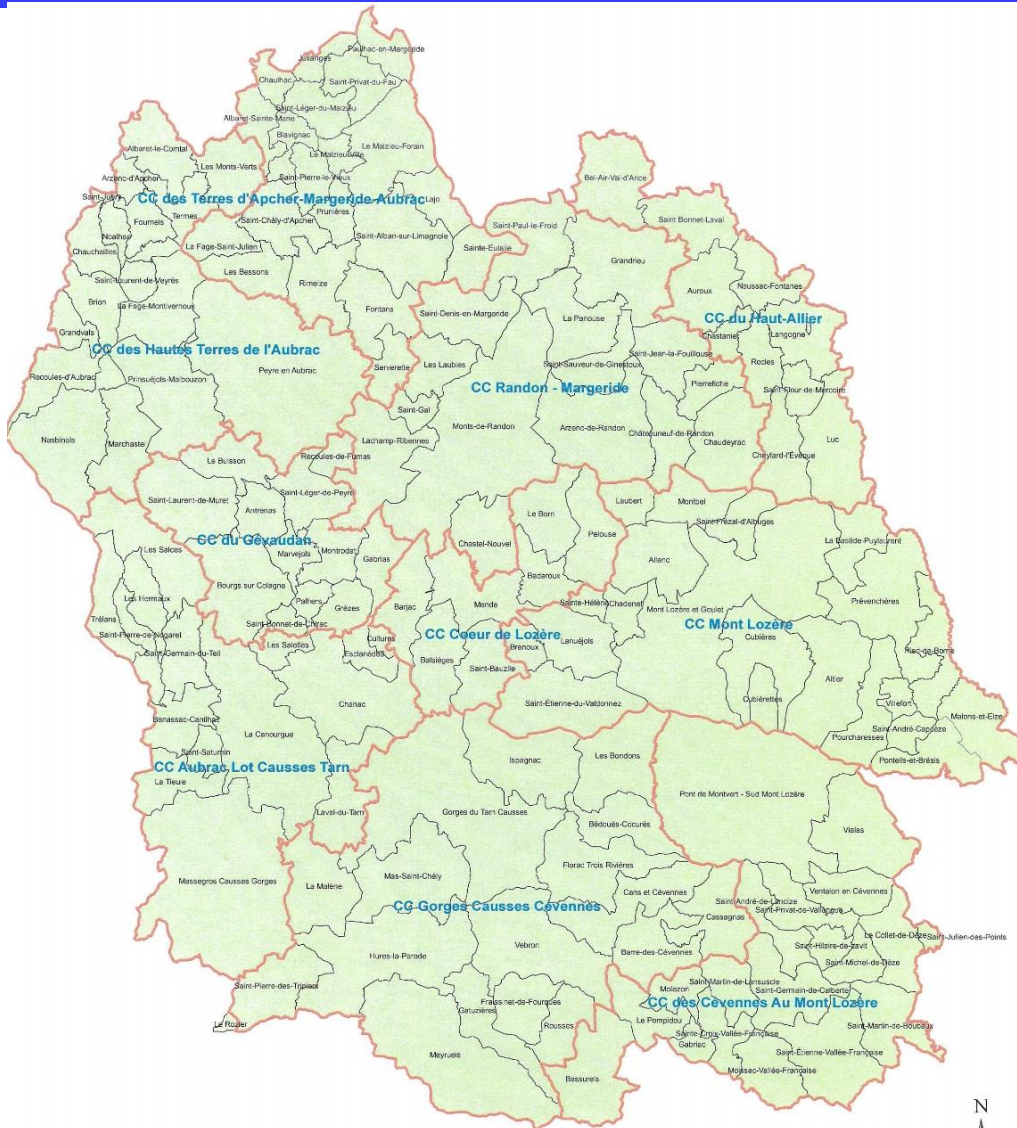 Paulhac-en-Margeride
Julianges
Chaulhac
Saint-Privat-du-Fau
Saint-Léger-du-Malzieu
Albaret-Sainte-Marie
Blavignac
Albaret-le-Comtal
Le Malzieu-Ville
Le Malzieu-Forain
Les Monts-Verts
Arzenc-d'Apcher
Saint-Pierre-le-Vieux
Bel-Air-Val-d'Ance
CC des Terres d'Apcher-Margeride-Aubrac
Lajo
Prunières
Termes
Fournels
Saint-Chély-d'Apcher
Saint Bonnet-Laval
Saint-Paul-le-Froid
Noalhac
Saint-Alban-sur-Limagnole
La Fage-Saint-Julien
Sainte-Eulalie
Chauchailles
Grandrieu
Les Bessons
Saint-Laurent-de-Veyrès
Rimeize
Naussac-Fontanes
Auroux
Brion
La Fage-Montivernoux
Fontans
Saint-Denis-en-Margeride
La Panouse
CC du Haut-Allier
Grandvals
Chastanier
Langogne
CC des Hautes Terres de l'Aubrac
Saint-Jean-la-Fouillouse
Rocles
Serverette
Les Laubies
Saint-Sauveur-de-Ginestoux
Peyre en Aubrac
Recoules-d'Aubrac
Prinsuéjols-Malbouzon
Pierrefiche
CC Randon - Margeride
Saint-Flour-de-Mercoire
Saint-Gal
Monts-de-Randon
Arzenc-de-Randon
Châteauneuf-de-Randon
Nasbinals
Marchastel
Lachamp-Ribennes
Chaudeyrac
Luc
Recoules-de-Fumas
Cheylard-l'Évêque
Le Buisson
Saint-Laurent-de-Muret
Saint-Léger-de-Peyre
Laubert
Montbel
Antrenas
Le Born
Saint-Frézal-d'Albuges
Pelouse
CC du Gévaudan
La Bastide-Puylaurent
Chastel-Nouvel
Les Salces
Marvejols
Montrodat
Gabrias
Allenc
Badaroux
Bourgs sur Colagne
Les Hermaux
Palhers
Grèzes
Barjac
Mende
Sainte-Hélène
Chadenet
Mont Lozère et Goulet
Prévenchères
Trélans
Saint-Bonnet-de-Chirac
CC Mont Lozère
Saint-Pierre-de-Nogaret
CC Coeur de Lozère
Cubières
Cultures
Les Salelles
Lanuéjols
Brenoux
Pied-de-Borne
Saint-Germain-du-Teil
Esclanèdes
Balsièges
Saint-Bauzile
Altier
Cubiérettes
Chanac
Saint-Étienne-du-Valdonnez
Villefort
Malons-et-Elze
Banassac-Canilhac
Saint-André-Capcèze
La Canourgue
Pourcharesses
Saint-Saturnin
Ponteils-et-Brésis
CC Aubrac Lot Causses Tarn
Ispagnac
Les Bondons
La Tieule
Pont de Montvert - Sud Mont Lozère
Laval-du-Tarn
Gorges du Tarn Causses
Bédouès-Cocurès
Vialas
Florac Trois Rivières
Massegros Causses Gorges
La Malène
Mas-Saint-Chély
Cans et Cévennes
Ventalon en Cévennes
Saint-André-de-Lancize
CC Gorges Causses Cévennes
Saint-Privat-de-Vallongue
Cassagnas
Le Collet-de-Dèze
Saint-Julien-des-Points
Vebron
Saint-Hilaire-de-Lavit
Hures-la-Parade
Barre-des-Cévennes
Saint-Michel-de-Dèze
Saint-Martin-de-Lansuscle
Saint-Pierre-des-Tripiers
Molezon
Saint-Germain-de-Calberte
CC des Cévennes Au Mont Lozère
Fraissinet-de-Fourques
Gatuzières
Le Rozier
Le Pompidou
Rousses
Saint-Martin-de-Boubaux
Sainte-Croix-Vallée-Française
Gabriac
Saint-Étienne-Vallée-Française
Meyrueis
Moissac-Vallée-Française
Bassurels
N